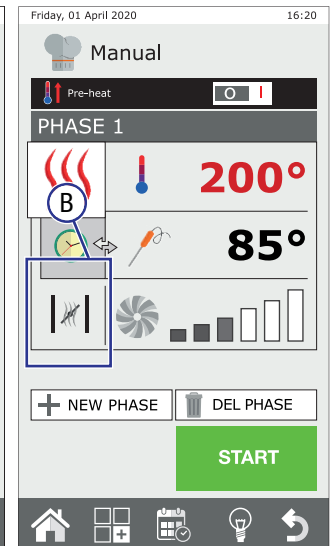 Friday, 01 April 2020 16:20
Manual
Pre-heat O I
PHASE 1
200°
B
85°
NEW PHASE DEL PHASE
START